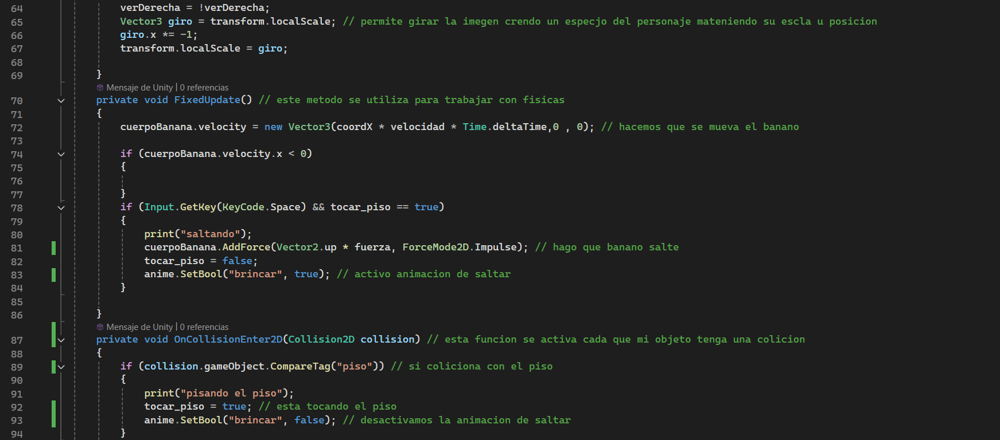 64 verDerecha = !verDerecha;
65 Vector3 giro = transform.localScale; // permite girar la imegen crendo un especjo del personaje mateniendo su escla u posicion
66 giro.x *= -1;
67 transform.localScale = giro;
68
69 }
Mensaje de Unity | 0 referencias
70 private void FixedUpdate() // este metodo se utiliza para trabajar con fisicas
71 {
72 cuerpoBanana.velocity = new Vector3(coordX * velocidad * Time.deltaTime,0 , 0); // hacemos que se mueva el banano
73
74 if (cuerpoBanana.velocity.x < 0)
75 {
76
77 }
78 if (Input.GetKey(KeyCode.Space) && tocar_piso == true)
79 {
80 print("saltando");
81 cuerpoBanana.AddForce(Vector2.up * fuerza, ForceMode2D.Impulse); // hago que banano salte
82 tocar_piso = false;
83 anime.SetBool("brincar", true); // activo animacion de saltar
84 }
85
86 }
Mensaje de Unity | 0 referencias
87 private void OnCollisionEnter2D(Collision2D collision) // esta funcion se activa cada que mi objeto tenga una colicion
88 {
89 if (collision.gameObject.CompareTag("piso")) // si coliciona con el piso
90 {
91 print("pisando el piso");
92 tocar_piso = true; // esta tocando el piso
93 anime.SetBool("brincar", false); // desactivamos la animacion de saltar
94 }